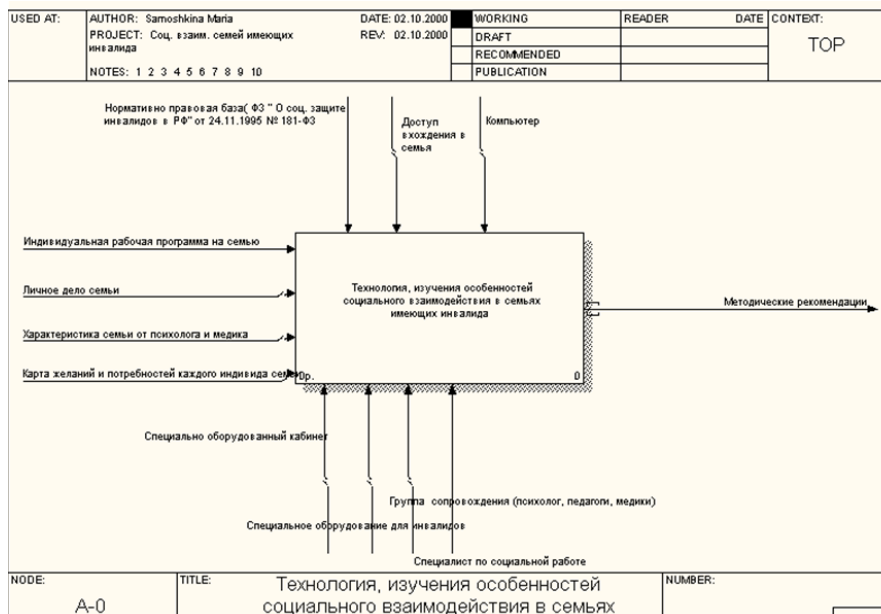 USED AT:
AUTHOR: Samoshkina Maria
DATE: 02.10.2000
WORKING
READER
DATE
CONTEXT:
PROJECT: Соц. взаим. семей имеющих
инвалида
REV: 02.10.2000
DRAFT
TOP
RECOMMENDED
NOTES: 1 2 3 4 5 6 7 8 9 10
PUBLICATION
Нормативно правовая база( ФЗ " О соц. защите
инвалидов в РФ" от 24.11.1995 № 181-ФЗ
Доступ
вхождения в
семья
Компьютер
Индивидуальная рабочая программа на семью
Личное дело семьи
Характеристика семьи от психолога и медика
Карта желаний и потребностей каждого индивида семьи
Технология, изучения особенностей
социального взаимодействия в семьях
имеющих инвалида
0р.
0
Методические рекомендации
Специально оборудованный кабинет
Группа сопровождения (психолог, педагоги, медики)
Специальное оборудование для инвалидов
Специалист по социальной работе
NODE:
A-0
TITLE:
Технология, изучения особенностей
социального взаимодействия в семьях
NUMBER: